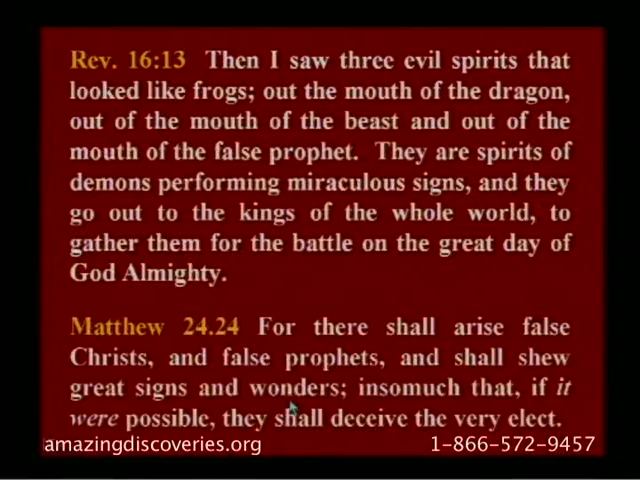 Rev. 16:13 Then I saw three evil spirits that
looked like frogs; out the mouth of the dragon,
out of the mouth of the beast and out of the
mouth of the false prophet. They are spirits of
demons performing miraculous signs, and they
go out to the kings of the whole world, to
gather them for the battle on the great day of
God Almighty.
Matthew 24.24 For there shall arise false
Christs, and false prophets, and shall shew
great signs and wonders; insomuch that, if it
were possible, they shall deceive the very elect.
amazingdiscoveries.org 1-866-572-9457